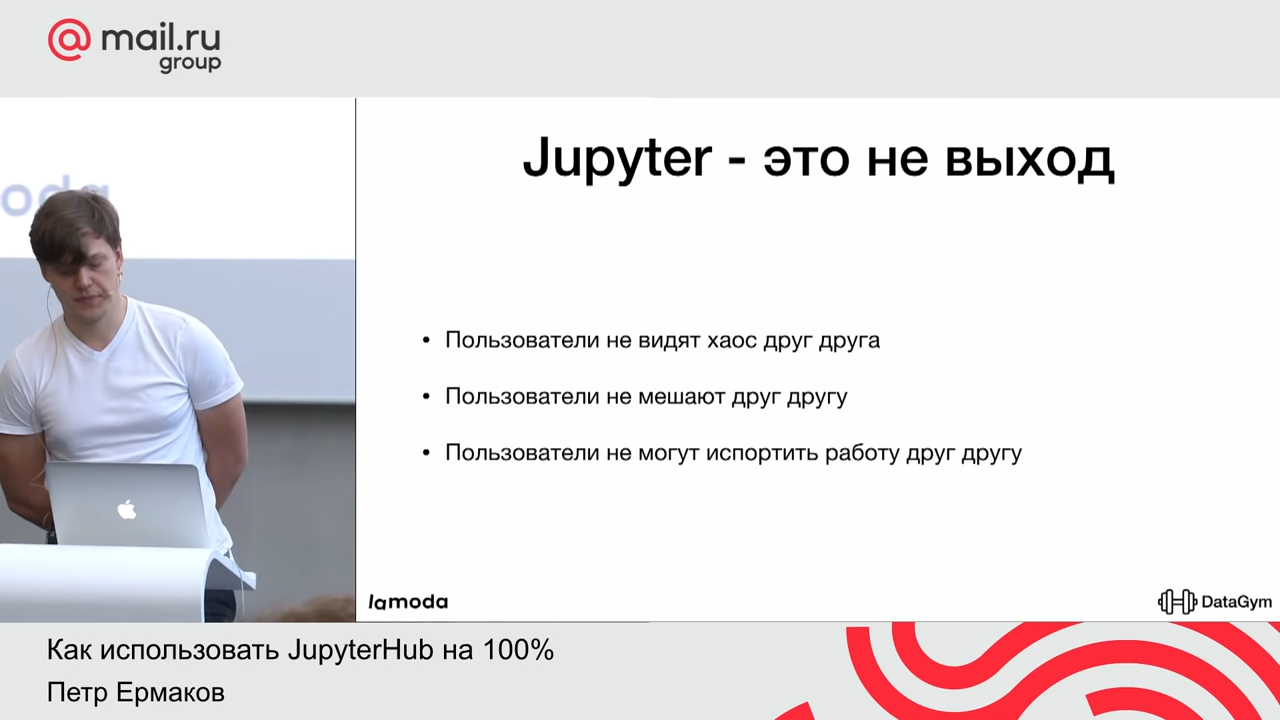 mail.ru
group
Jupyter - это не выход
• Пользователи не видят хаос друг друга
• Пользователи не мешают друг другу
• Пользователи не могут испортить работу друг другу
lamoda
DataGym
Как использовать JupyterHub на 100%
Петр Ермаков